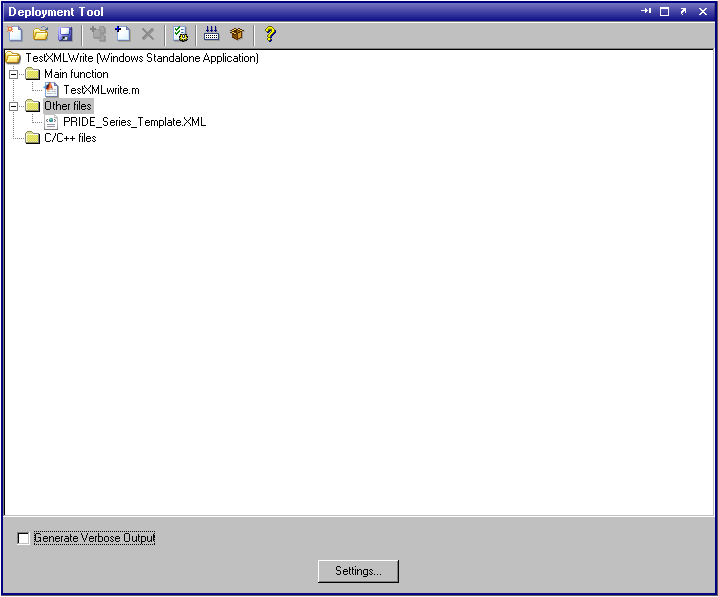 Deployment Tool
TestXMLWrite (Windows Standalone Application)
Main function
TestXMLwrite.m
Other files
PRIDE_Series_Template.XML
C/C++ files
Generate Verbose Output
Settings...